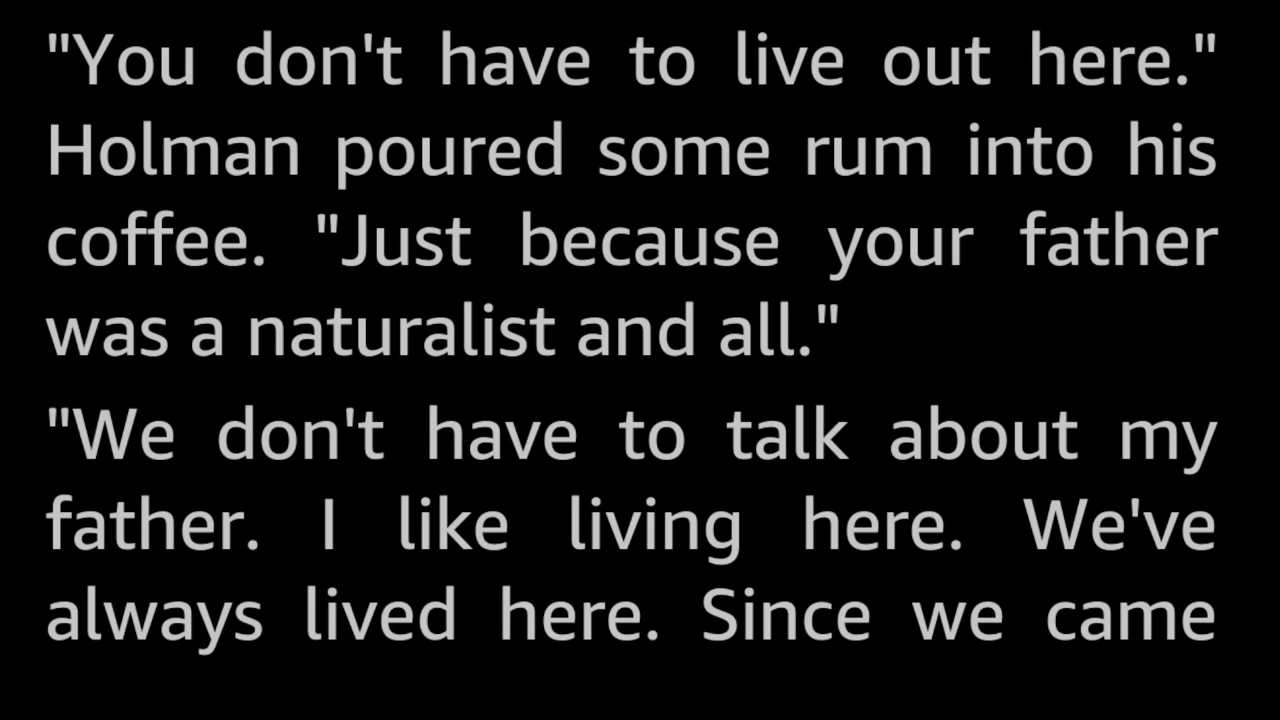 "You don't have to live out here."
Holman poured some rum into his
coffee. "Just because your father
was a naturalist and all."
"We don't have to talk about my
father. I like living here. We've
always lived here. Since we came